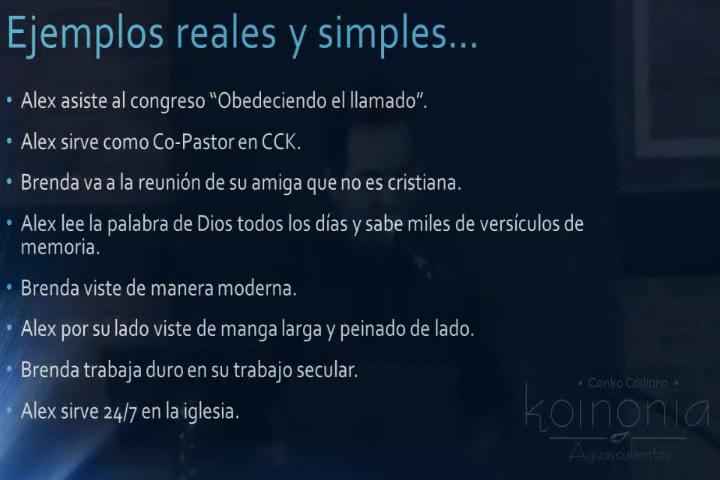 Ejemplos reales y simples...
• Alex asiste al congreso “Obedeciendo el llamado”.
• Alex sirve como Co-Pastor en CCK.
• Brenda va a la reunión de su amiga que no es cristiana.
• Alex lee la palabra de Dios todos los días y sabe miles de versículos de
memoria.
• Brenda viste de manera moderna.
• Alex por su lado viste de manga larga y peinado de lado.
• Brenda trabaja duro en su trabajo secular.
• Alex sirve 24/7 en la iglesia.
• Centro Cristiano •
koinonia
Aguascalientes